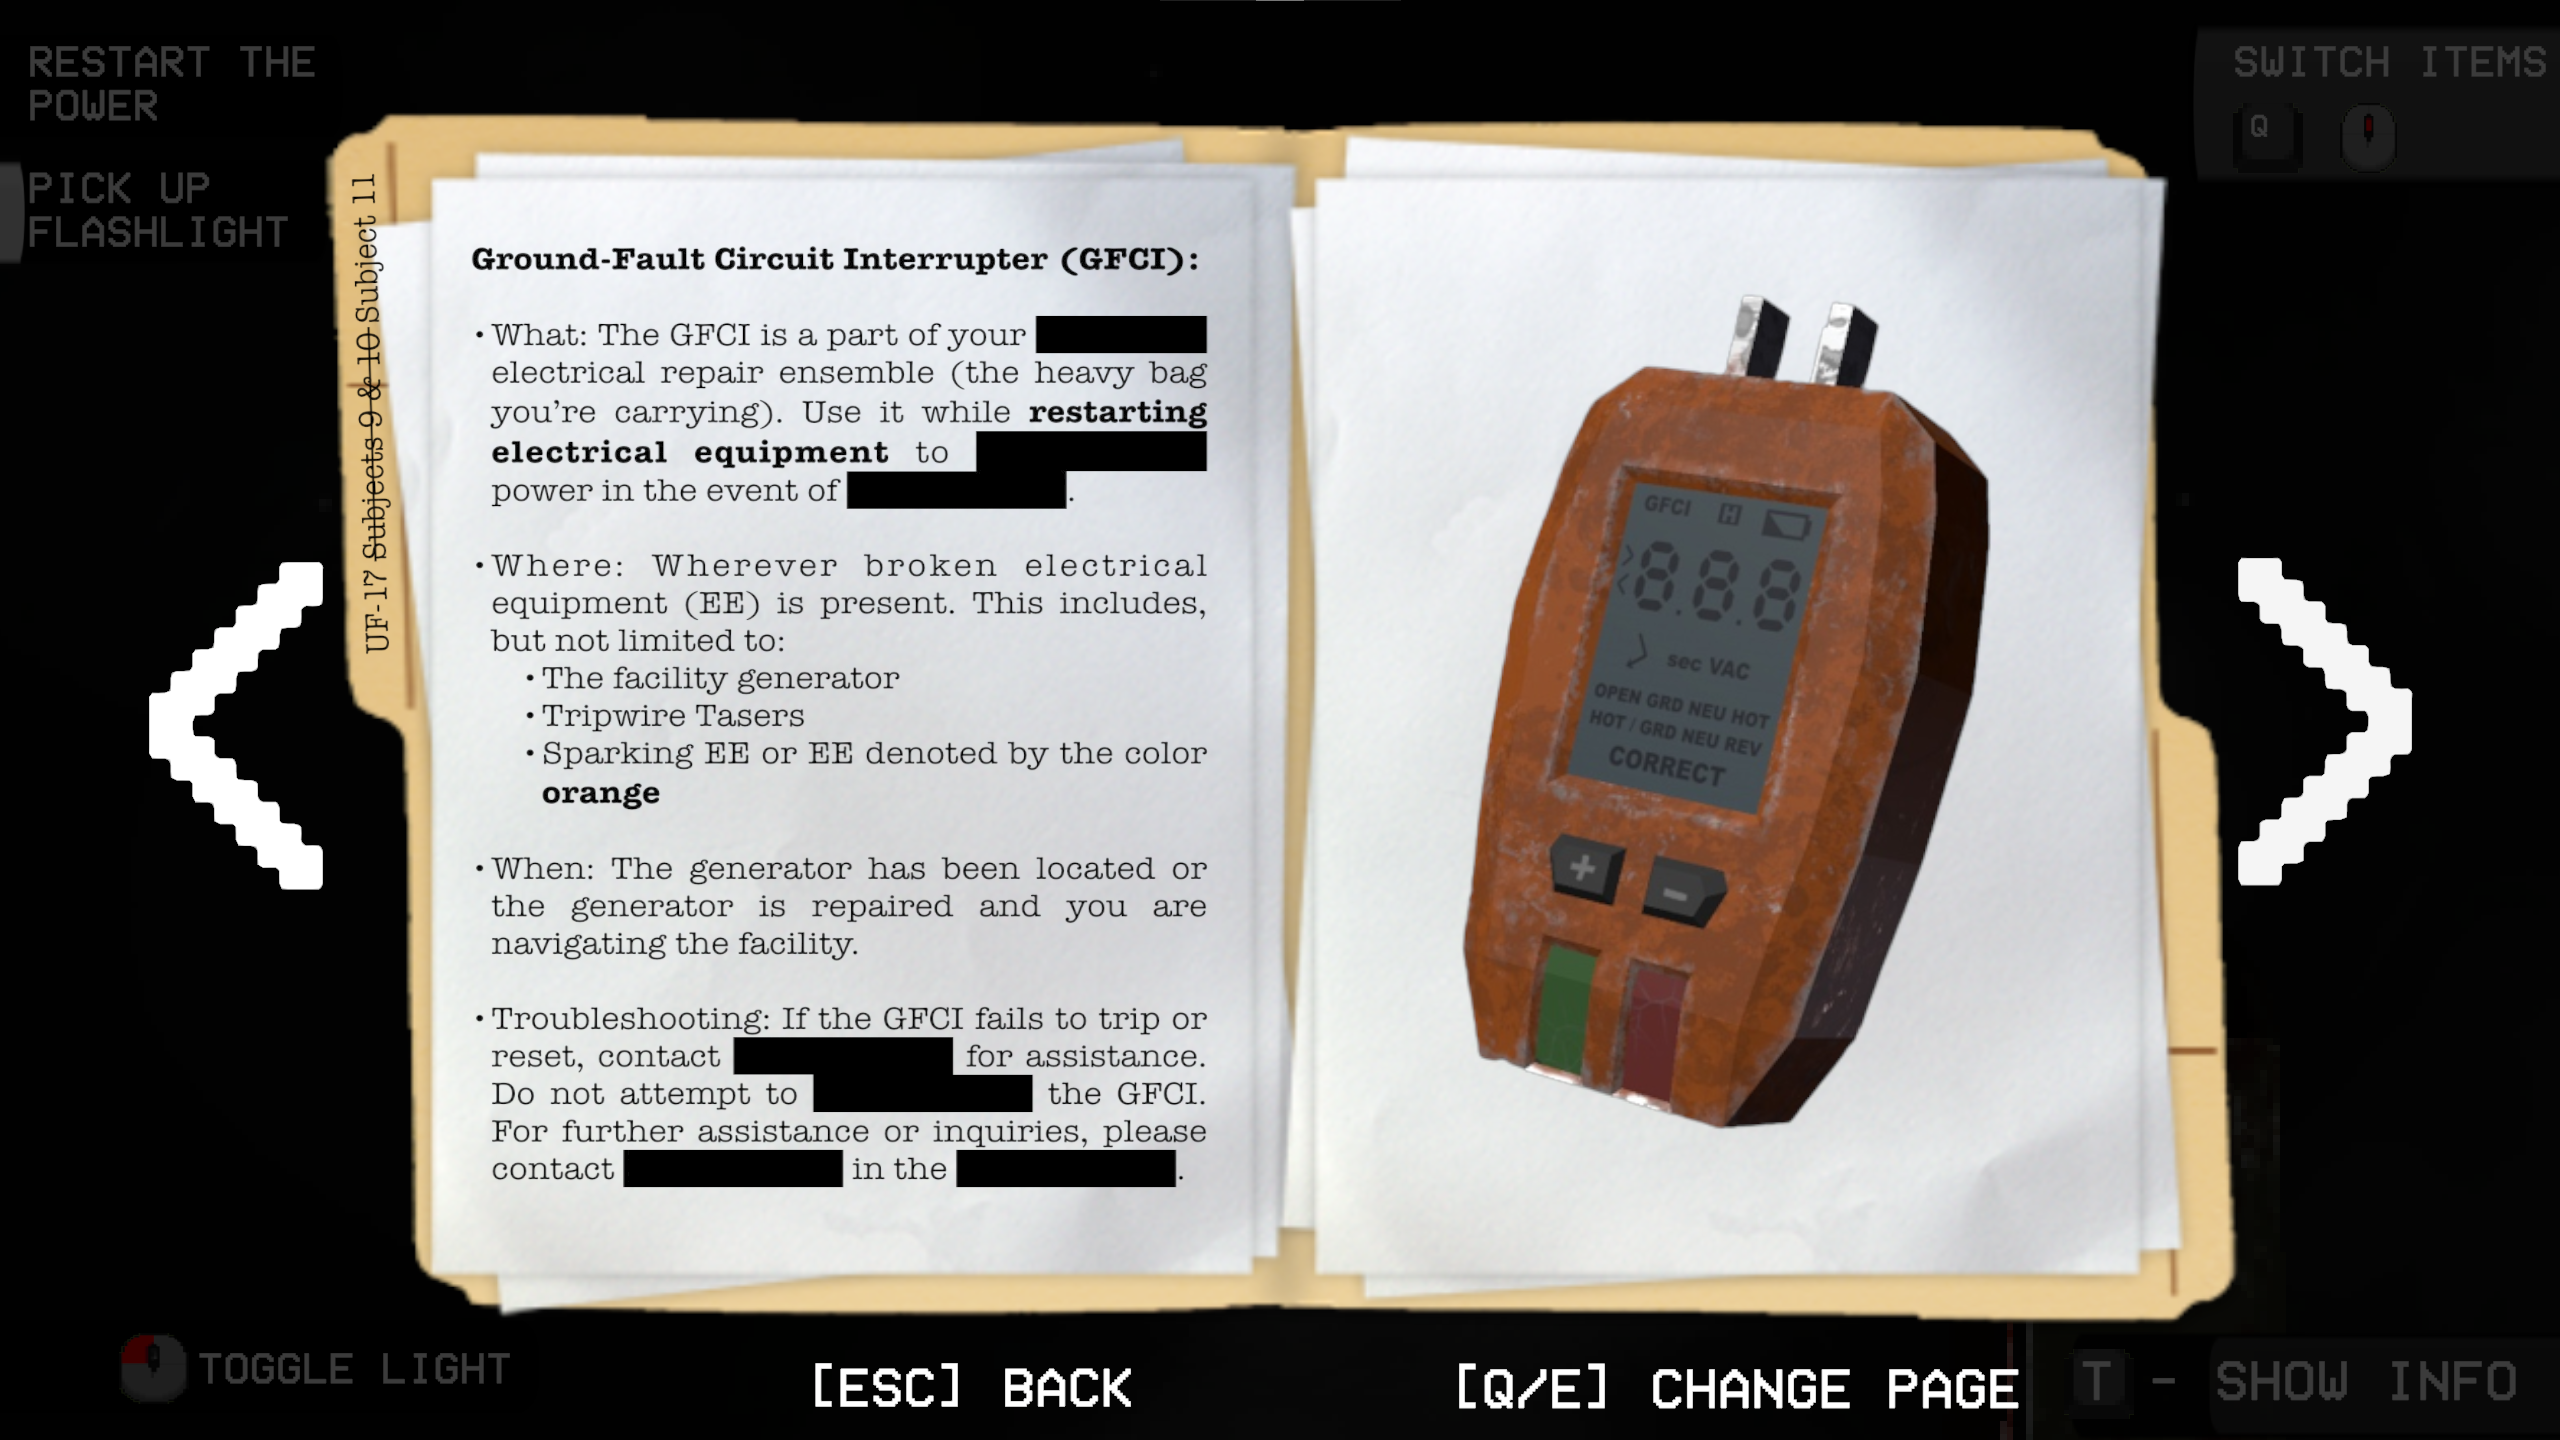 RESTART THE
POWER
PICK UP
FLASHLIGHT
SWITCH ITEMS
Q
UF-17 Subjects 9 & 10 Subject 11
Ground-Fault Circuit Interrupter (GFCI):
• What: The GFCI is a part of your
electrical repair ensemble (the heavy bag
you're carrying). Use it while restarting
electrical equipment to
power in the event of .
• Where: Wherever broken electrical
equipment (EE) is present. This includes,
but not limited to:
• The facility generator
• Tripwire Tasers
• Sparking EE or EE denoted by the color
orange
• When: The generator has been located or
the generator is repaired and you are
navigating the facility.
• Troubleshooting: If the GFCI fails to trip or
reset, contact for assistance.
Do not attempt to the GFCI.
For further assistance or inquiries, please
contact in the .
GFCI H
8.8.8
sec VAC
OPEN GRD NEU HOT
HOT / GRD NEU REV
CORRECT
+ -
TOGGLE LIGHT
[ESC] BACK
[Q/E] CHANGE PAGE
T - SHOW INFO